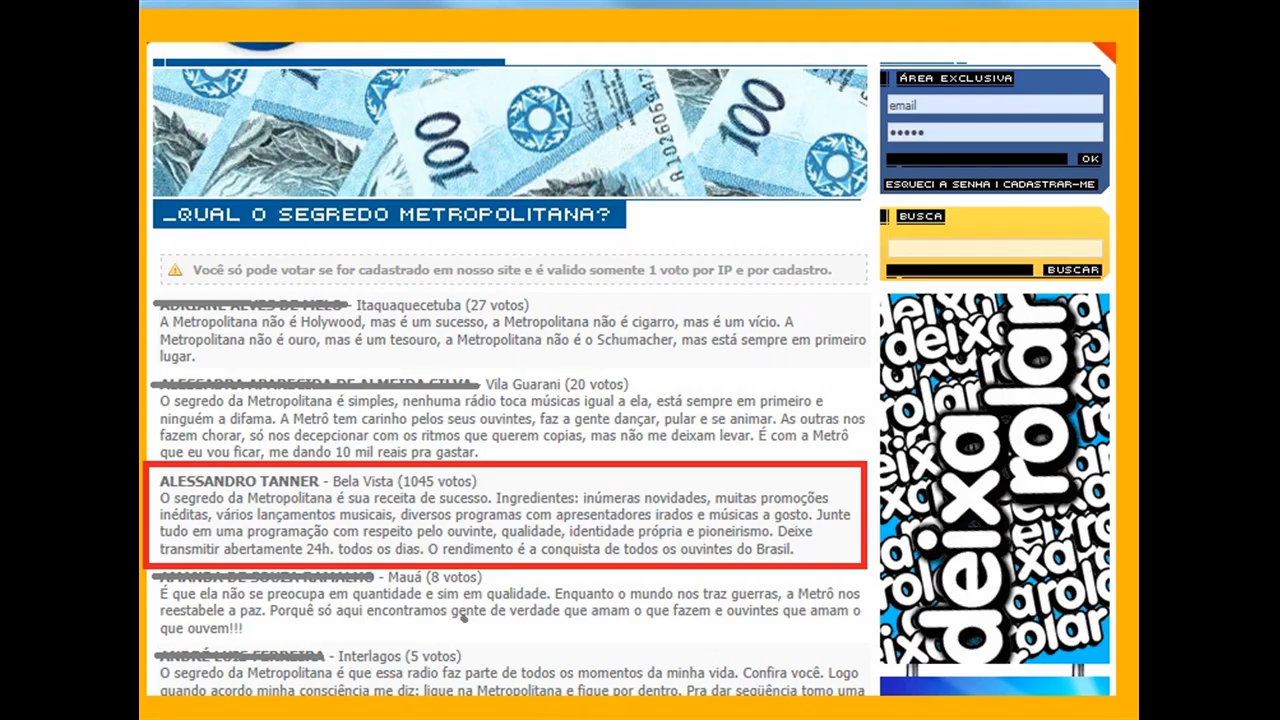 100
100
A 10260694
_QUAL O SEGREDO METROPOLITANA?
Você só pode votar se for cadastrado em nosso site e é valido somente 1 voto por IP e por cadastro.
- Itaquaquecetuba (27 votos)
A Metropolitana não é Holywood, mas é um sucesso, a Metropolitana não é cigarro, mas é um vício. A
Metropolitana não é ouro, mas é um tesouro, a Metropolitana não é o Schumacher, mas está sempre em primeiro
lugar.
- Vila Guarani (20 votos)
O segredo da Metropolitana é simples, nenhuma rádio toca músicas igual a ela, está sempre em primeiro e
ninguém a difama. A Metrô tem carinho pelos seus ouvintes, faz a gente dançar, pular e se animar. As outras nos
fazem chorar, só nos decepcionar com os ritmos que querem copias, mas não me deixam levar. É com a Metrô
que eu vou ficar, me dando 10 mil reais pra gastar.
ALESSANDRO TANNER - Bela Vista (1045 votos)
O segredo da Metropolitana é sua receita de sucesso. Ingredientes: inúmeras novidades, muitas promoções
inéditas, vários lançamentos musicais, diversos programas com apresentadores irados e músicas a gosto. Junte
tudo em uma programação com respeito pelo ouvinte, qualidade, identidade própria e pioneirismo. Deixe
transmitir abertamente 24h. todos os dias. O rendimento é a conquista de todos os ouvintes do Brasil.
- Mauá (8 votos)
É que ela não se preocupa em quantidade e sim em qualidade. Enquanto o mundo nos traz guerras, a Metrô nos
reestabele a paz. Porquê só aqui encontramos gente de verdade que amam o que fazem e ouvintes que amam o
que ouvem!!!
- Interlagos (5 votos)
O segredo da Metropolitana é que essa radio faz parte de todos os momentos da minha vida. Confira você. Logo
quando acordo minha consciência me diz: ligue na Metropolitana e fique por dentro. Pra dar seqüência tomo uma
ÁREA EXCLUSIVA
email
•••••
OK
ESQUECI A SENHA | CADASTRAR-ME
BUSCA
BUSCAR
deixa
rolar